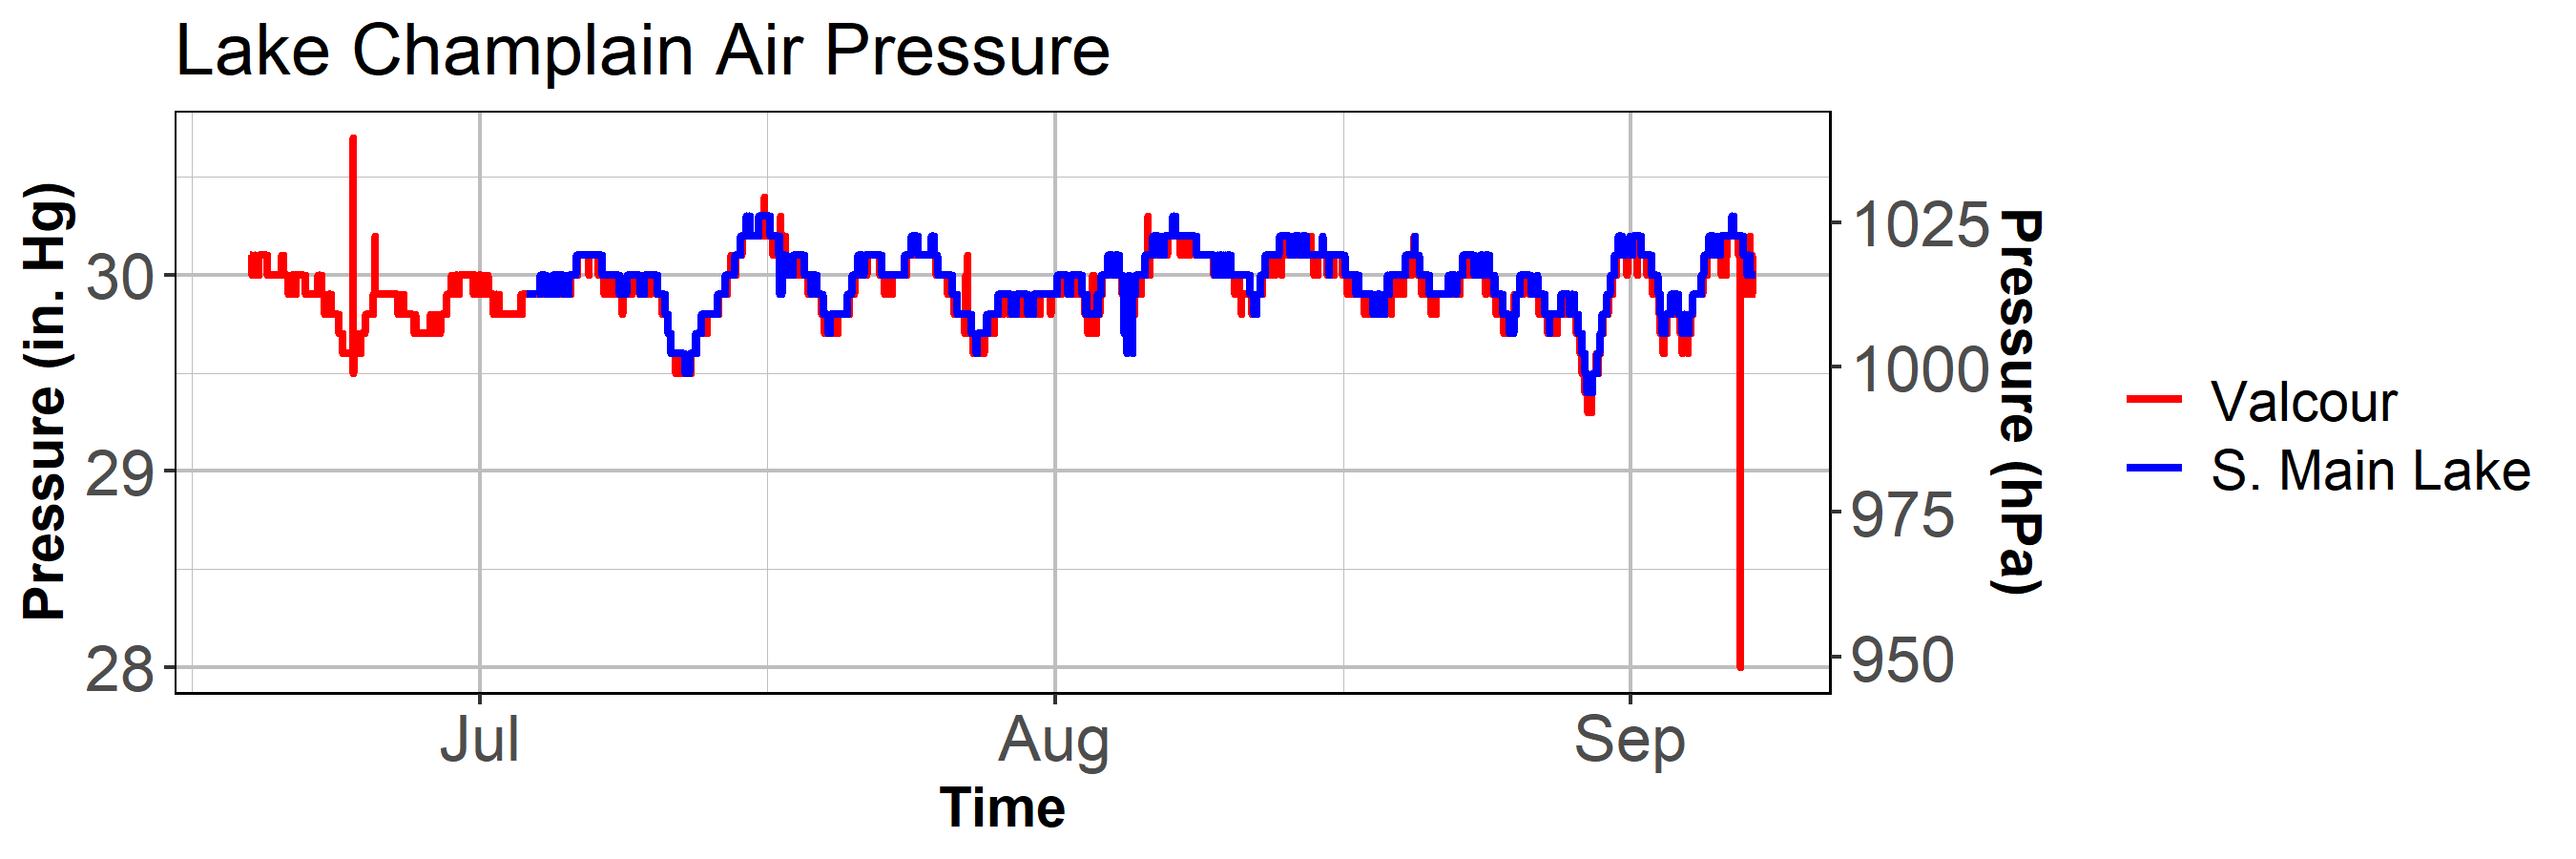 Lake Champlain Air Pressure
Pressure (in. Hg)
30
29
28
1025
1000
975
950
Pressure (hPa)
Jul
Aug
Sep
Time
Valcour
S. Main Lake